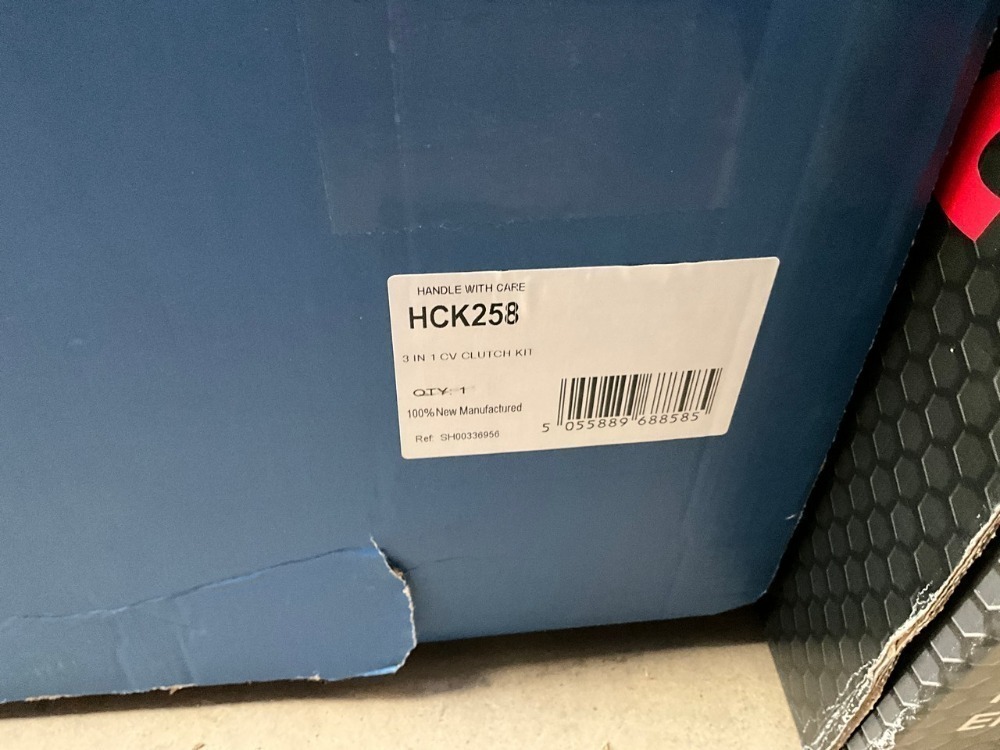 HANDLE WITH CARE
HCK258
3 IN 1 CV CLUTCH KIT
QTY: 1
100% New Manufactured
Ref: SH00336956
5 055889 688585